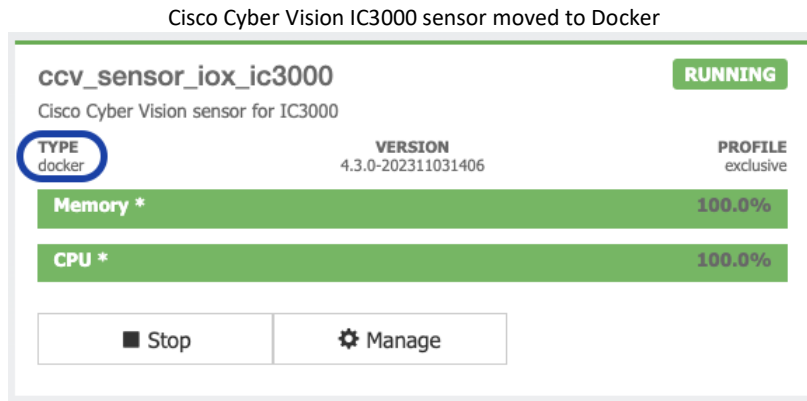 Cisco Cyber Vision IC3000 sensor moved to Docker
ccv_sensor_iox_ic3000 RUNNING
Cisco Cyber Vision sensor for IC3000
TYPE VERSION PROFILE
docker 4.3.0-202311031406 exclusive
Memory * 100.0%
CPU * 100.0%
Stop Manage